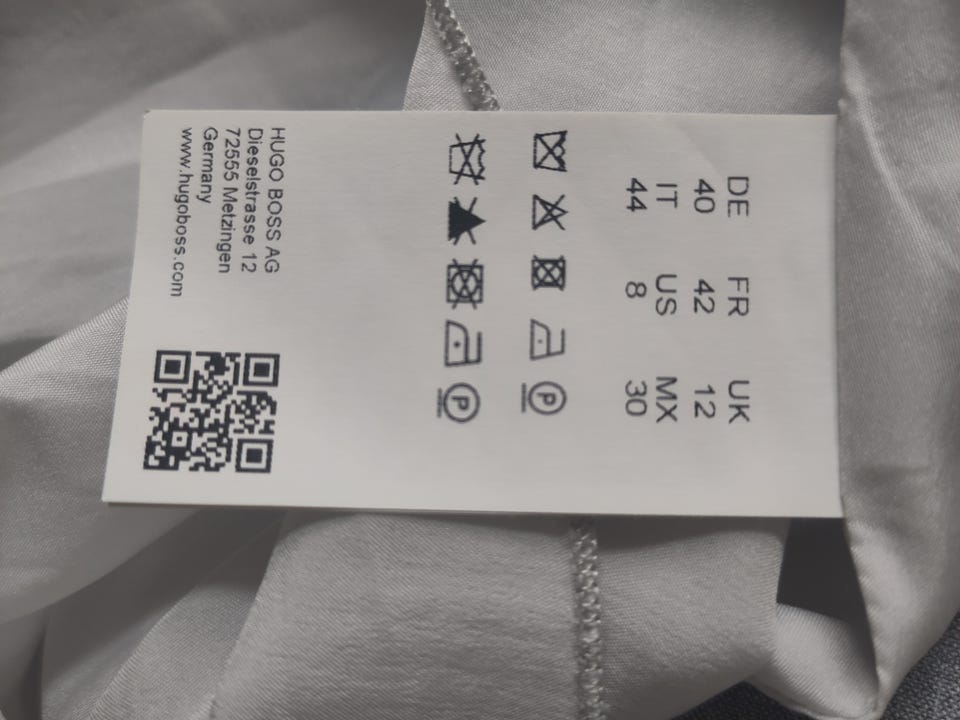 DE FR UK
40 42 12
IT US MX
44 8 30
P
P
HUGO BOSS AG
Dieselstrasse 12
72555 Metzingen
Germany
www.hugoboss.com